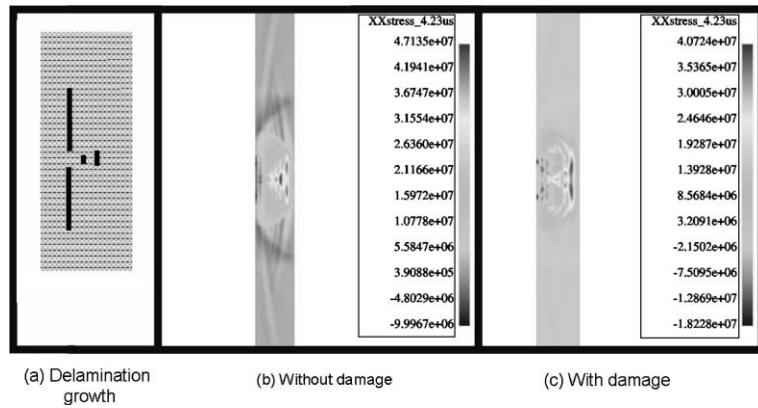 XXstress_4.23us
4.7135e+07
4.1941e+07
3.6747e+07
3.1554e+07
2.6360e+07
2.1166e+07
1.5972e+07
1.0778e+07
5.5847e+06
3.9088e+05
-4.8029e+06
-9.9967e+06
XXstress_4.23us
4.0724e+07
3.5365e+07
3.0005e+07
2.4646e+07
1.9287e+07
1.3928e+07
8.5684e+06
3.2091e+06
-2.1502e+06
-7.5095e+06
-1.2869e+07
-1.8228e+07
(a) Delamination
growth
(b) Without damage
(c) With damage